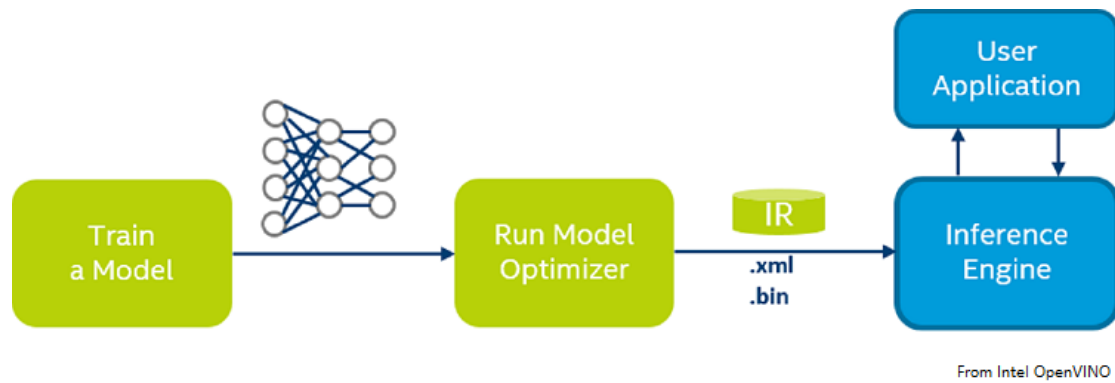 Train
a Model
Run Model
Optimizer
IR
.xml
.bin
User
Application
Inference
Engine
From Intel OpenVINO